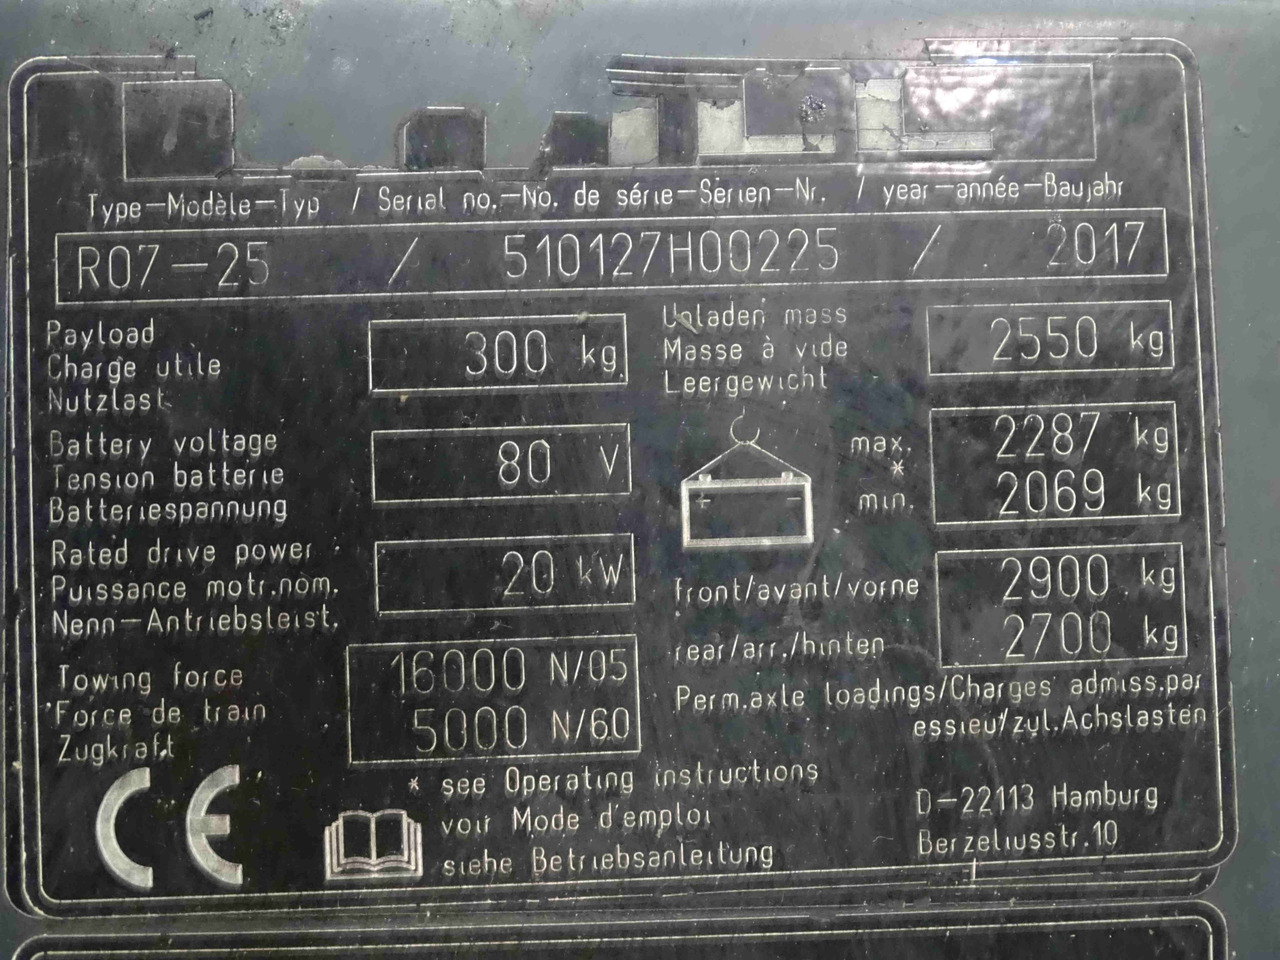 Type-Modèle-Typ / Serial no.-No. de série-Serien-Nr. / year-année-Baujahr
R07-25 / 510127H00225 / 2017
Payload
Charge utile
Nutzlast
300 kg
Unladen mass
Masse à vide
Leergewicht
2550 kg
Battery voltage
Tension batterie
Batteriespannung
80 V
max. 2287 kg
*
min. 2069 kg
+ -
Rated drive power
Puissance motr.nom.
Nenn-Antriebsleist.
20 kW
front/avant/vorne 2900 kg
rear/arr./hinten 2700 kg
Perm.axle loadings/Charges admiss.par
essieu/zul.Achslasten
Towing force
Force de train
Zugkraft
16000 N/05
5000 N/60
CE
* see Operating instructions
voir Mode d'emploi
siehe Betriebsanleitung
D-22113 Hamburg
Berzeliusstr.10